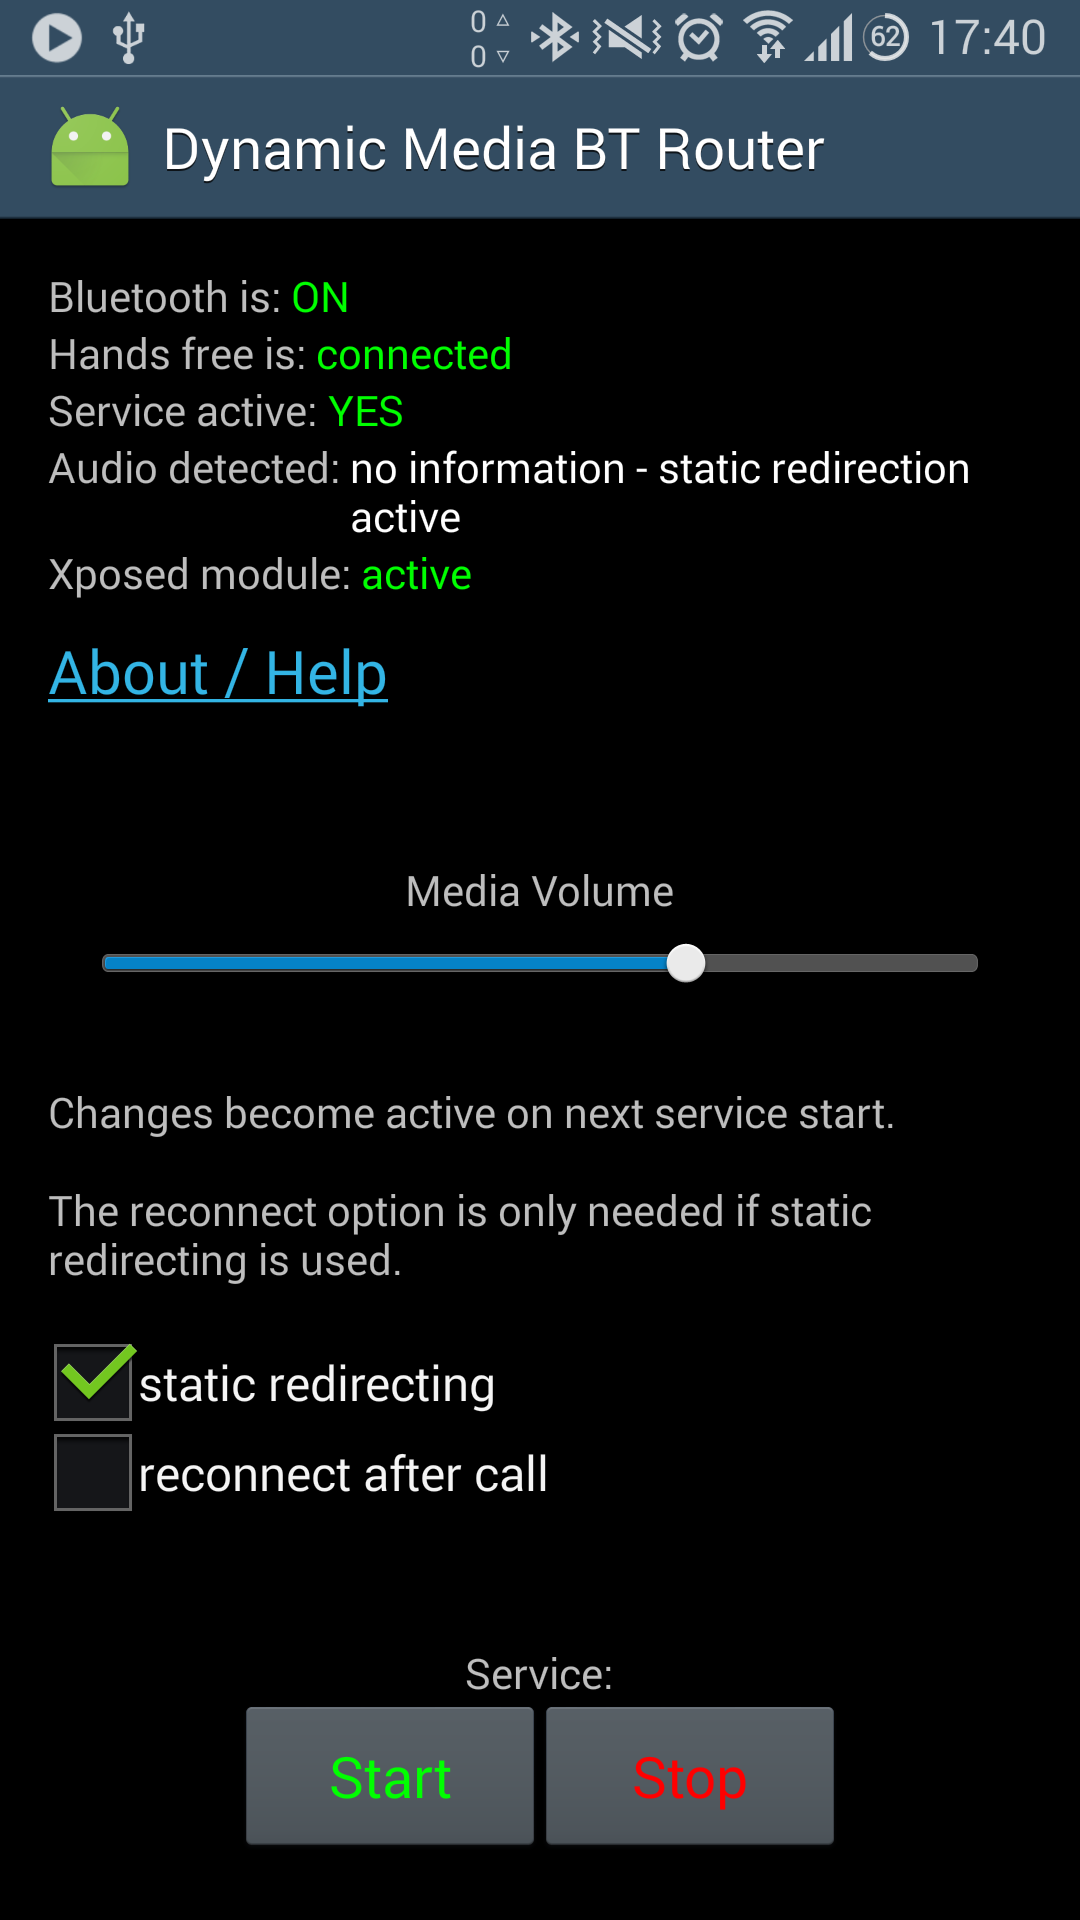 0
0
62 17:40
Dynamic Media BT Router
Bluetooth is: ON
Hands free is: connected
Service active: YES
Audio detected: no information - static redirection
active
Xposed module: active
About / Help
Media Volume
Changes become active on next service start.
The reconnect option is only needed if static
redirecting is used.
static redirecting
reconnect after call
Service:
Start Stop